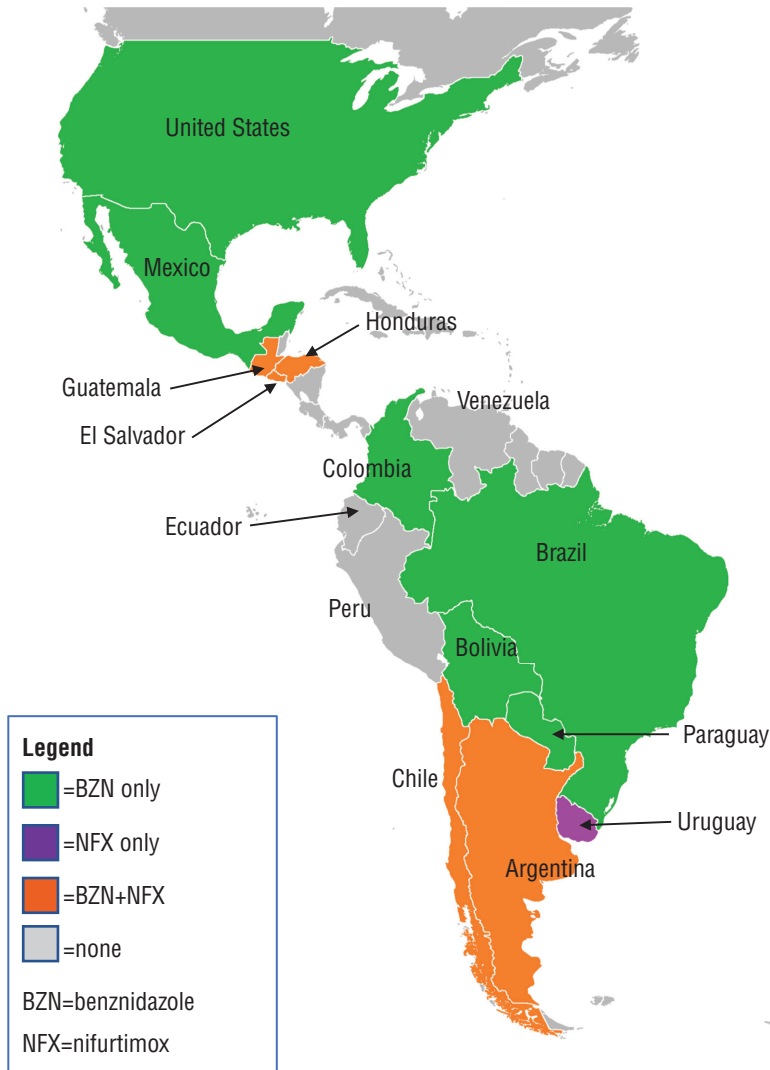 United States
Mexico
Honduras
Guatemala
Venezuela
El Salvador
Colombia
Ecuador
Brazil
Peru
Bolivia
Paraguay
Chile
Uruguay
Argentina
Legend
=BZN only
=NFX only
=BZN+NFX
=none
BZN=benznidazole
NFX=nifurtimox